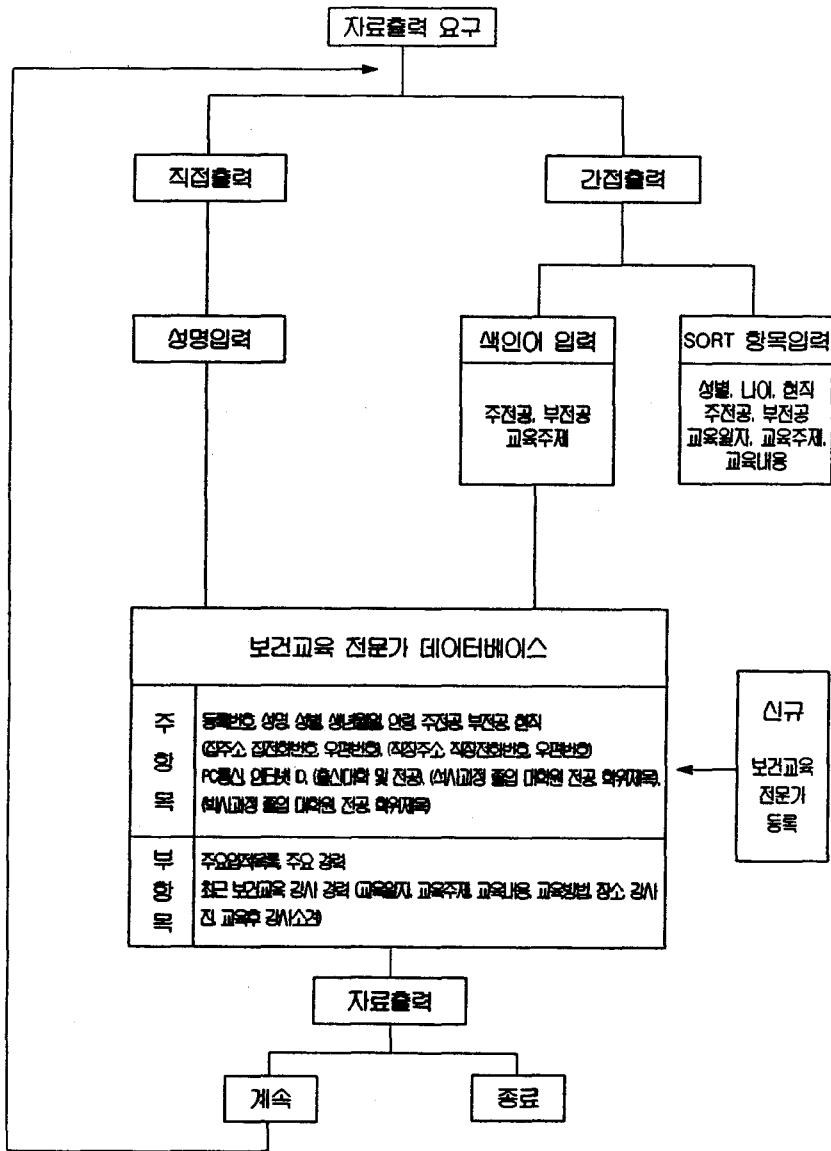 자료출력 요구
직접출력
간접출력
성명입력
색인어 입력
주전공, 부전공
교육주제
SORT 항목입력
성별, 나이, 현직
주전공, 부전공
교육일자, 교육주제,
교육내용
보건교육 전문가 데이터베이스
주항목
등록번호, 성명, 성별, 생년월일, 연령, 주전공, 부전공, 현직
(집주소, 집전화번호, 우편번호), (직장주소, 직장전화번호, 우편번호)
PC통신, 인터넷 ID, (출신대학 및 전공), (석사과정 졸업 대학원, 전공, 학위제목),
(박사과정 졸업 대학원, 전공, 학위제목)
부항목
주요업적목록, 주요 경력
최근 보건교육 강사 경력 (교육일자, 교육주제, 교육내용, 교육방법, 장소, 강사
진, 교육후 강사소견)
신규
보건교육
전문가
등록
자료출력
계속
종료